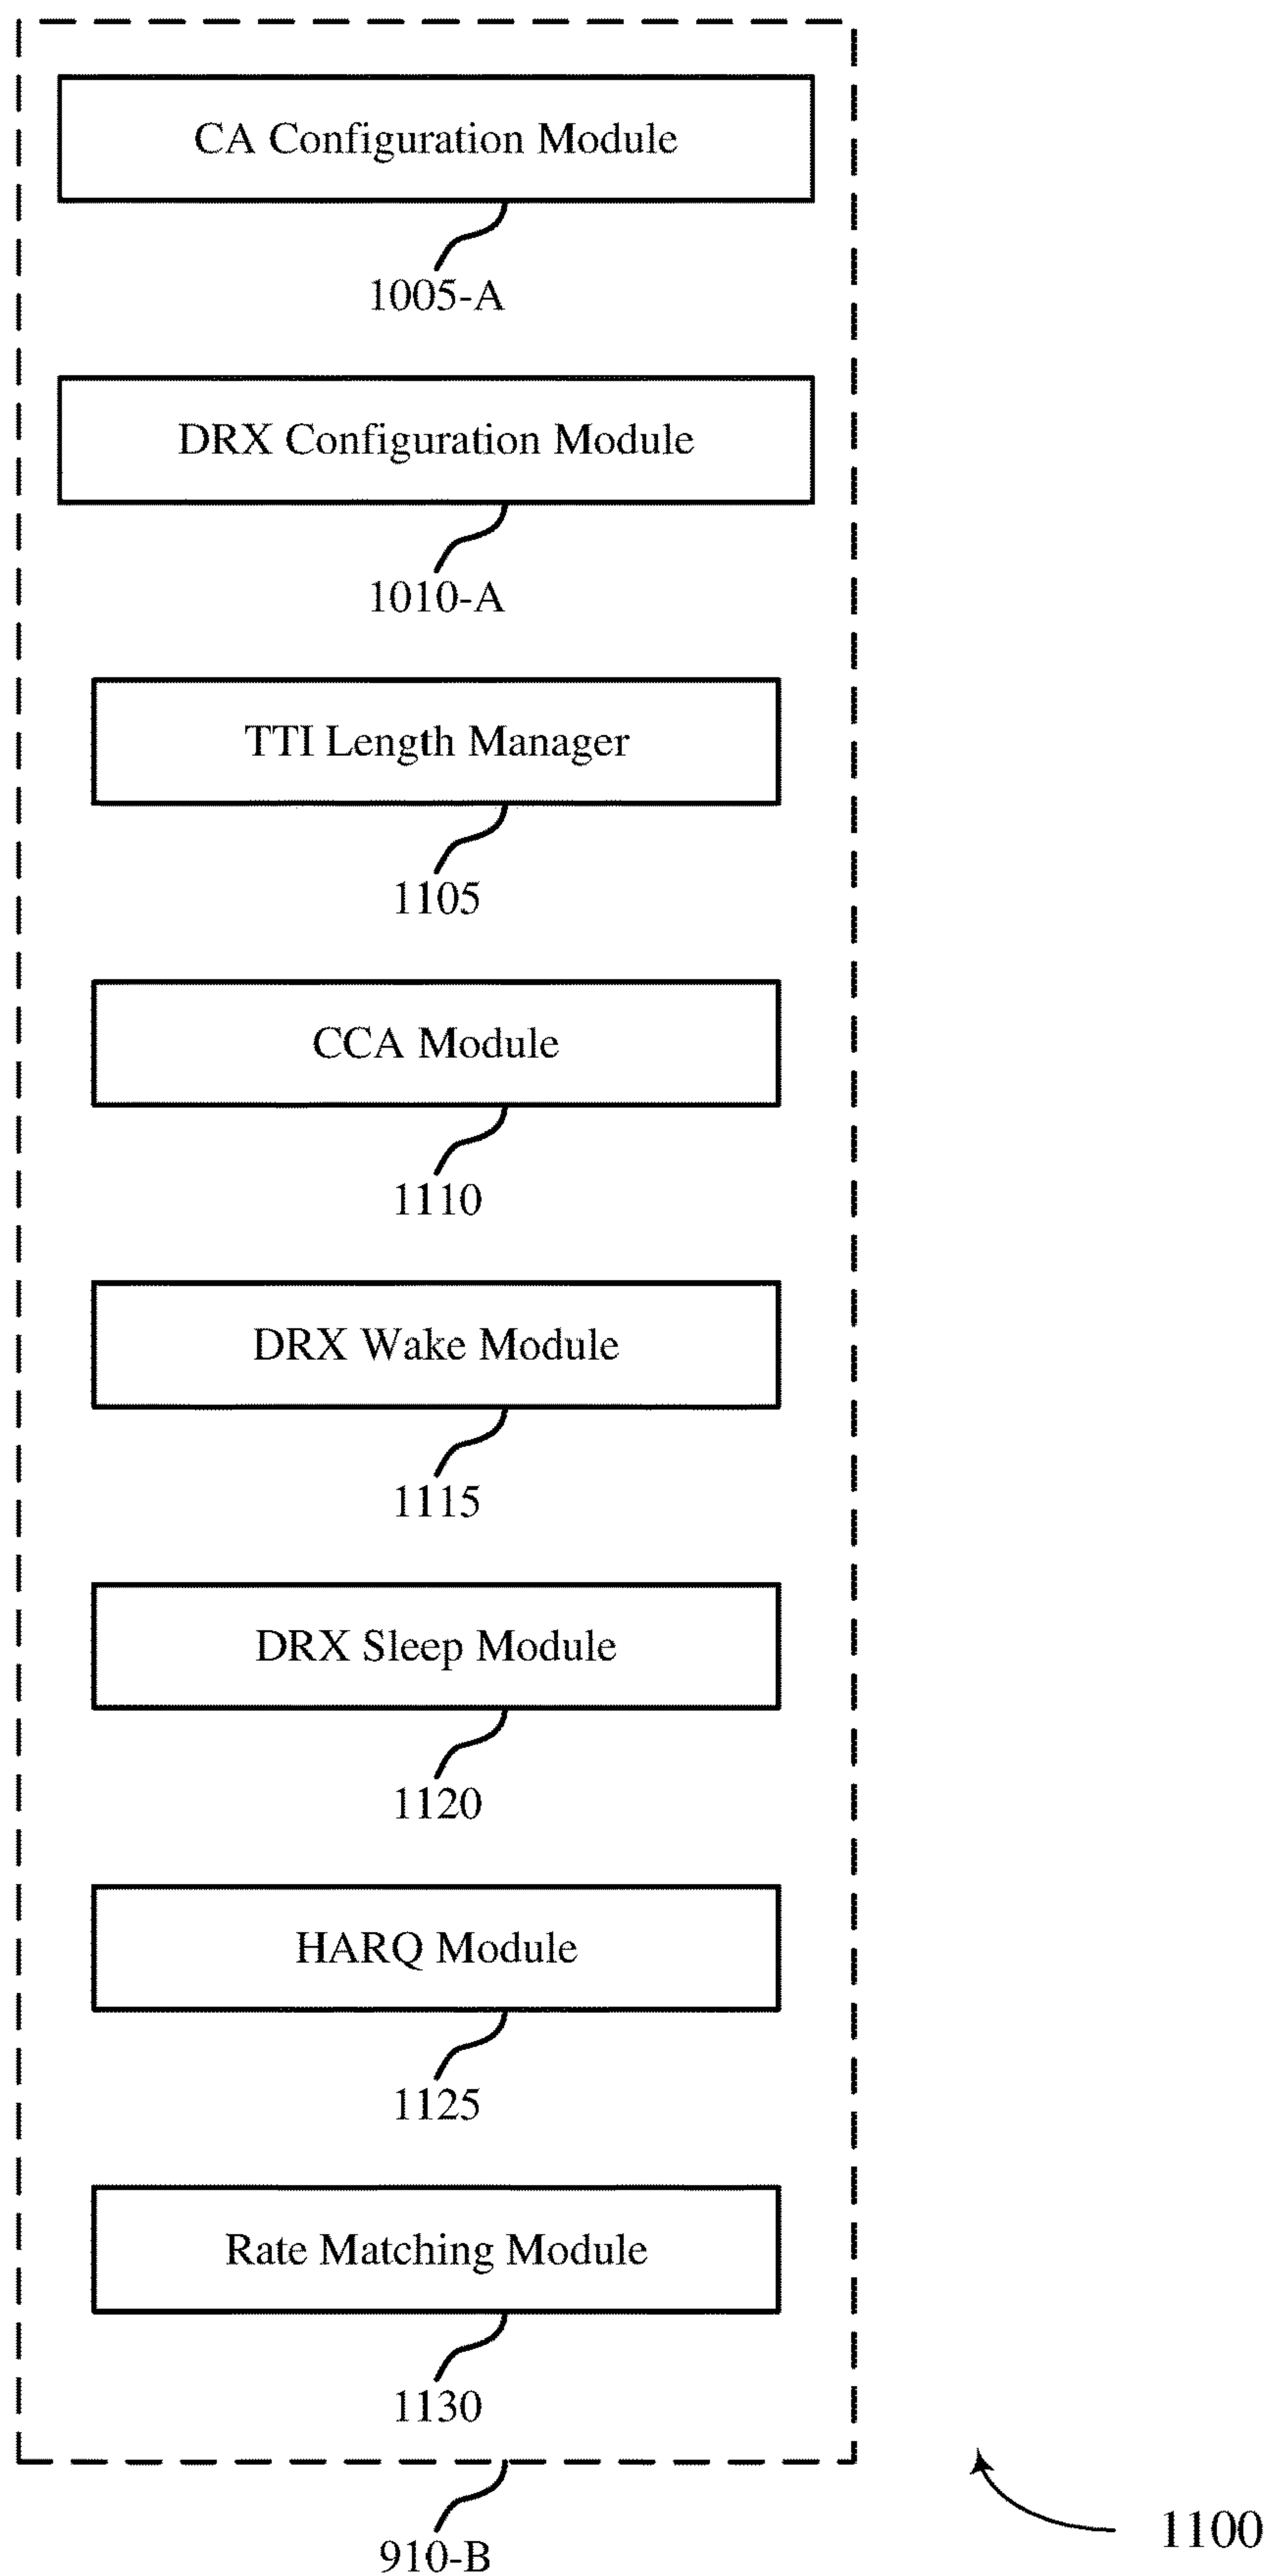 CA Configuration Module
1005-A
DRX Configuration Module
1010-A
TTI Length Manager
1105
CCA Module
1110
DRX Wake Module
1115
DRX Sleep Module
1120
HARQ Module
1125
Rate Matching Module
1130
910-B
1100